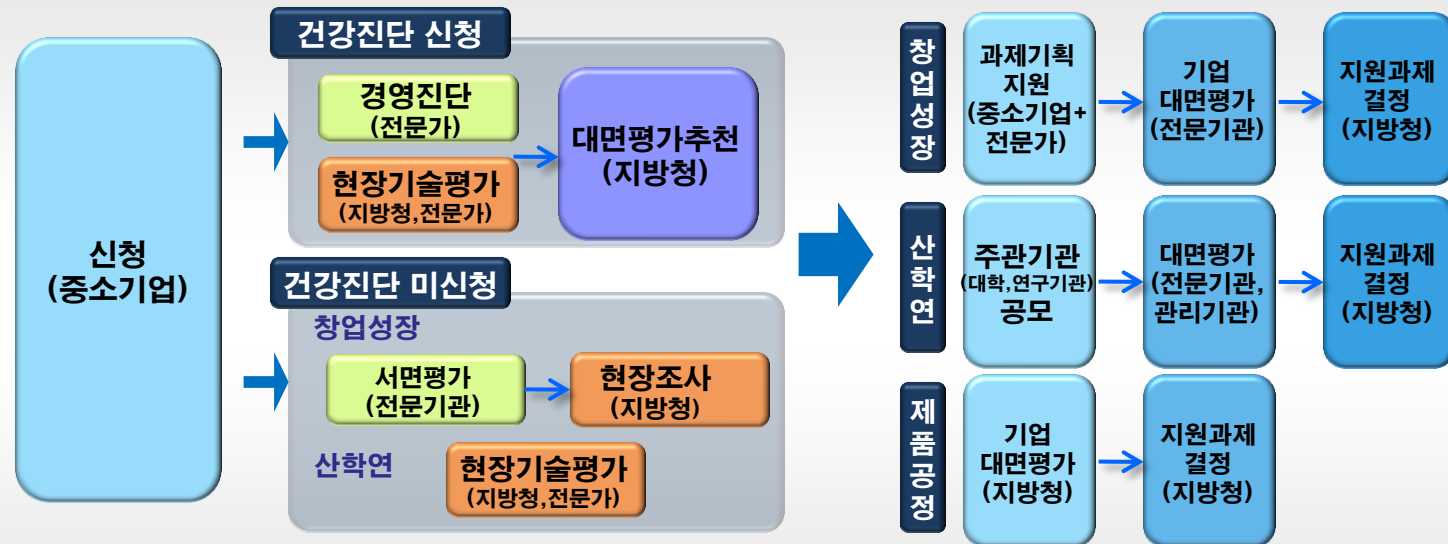 신청
(중소기업)
건강진단 신청
경영진단
(전문가)
현장기술평가
(지방청,전문가)
대면평가추천
(지방청)
건강진단 미신청
창업성장
서면평가
(전문기관)
현장조사
(지방청)
산학연
현장기술평가
(지방청,전문가)
창
업
성
장
과제기획
지원
(중소기업+
전문가)
기업
대면평가
(전문기관)
지원과제
결정
(지방청)
산
학
연
주관기관
(대학,연구기관)
공모
대면평가
(전문기관,
관리기관)
지원과제
결정
(지방청)
제
품
공
정
기업
대면평가
(지방청)
지원과제
결정
(지방청)